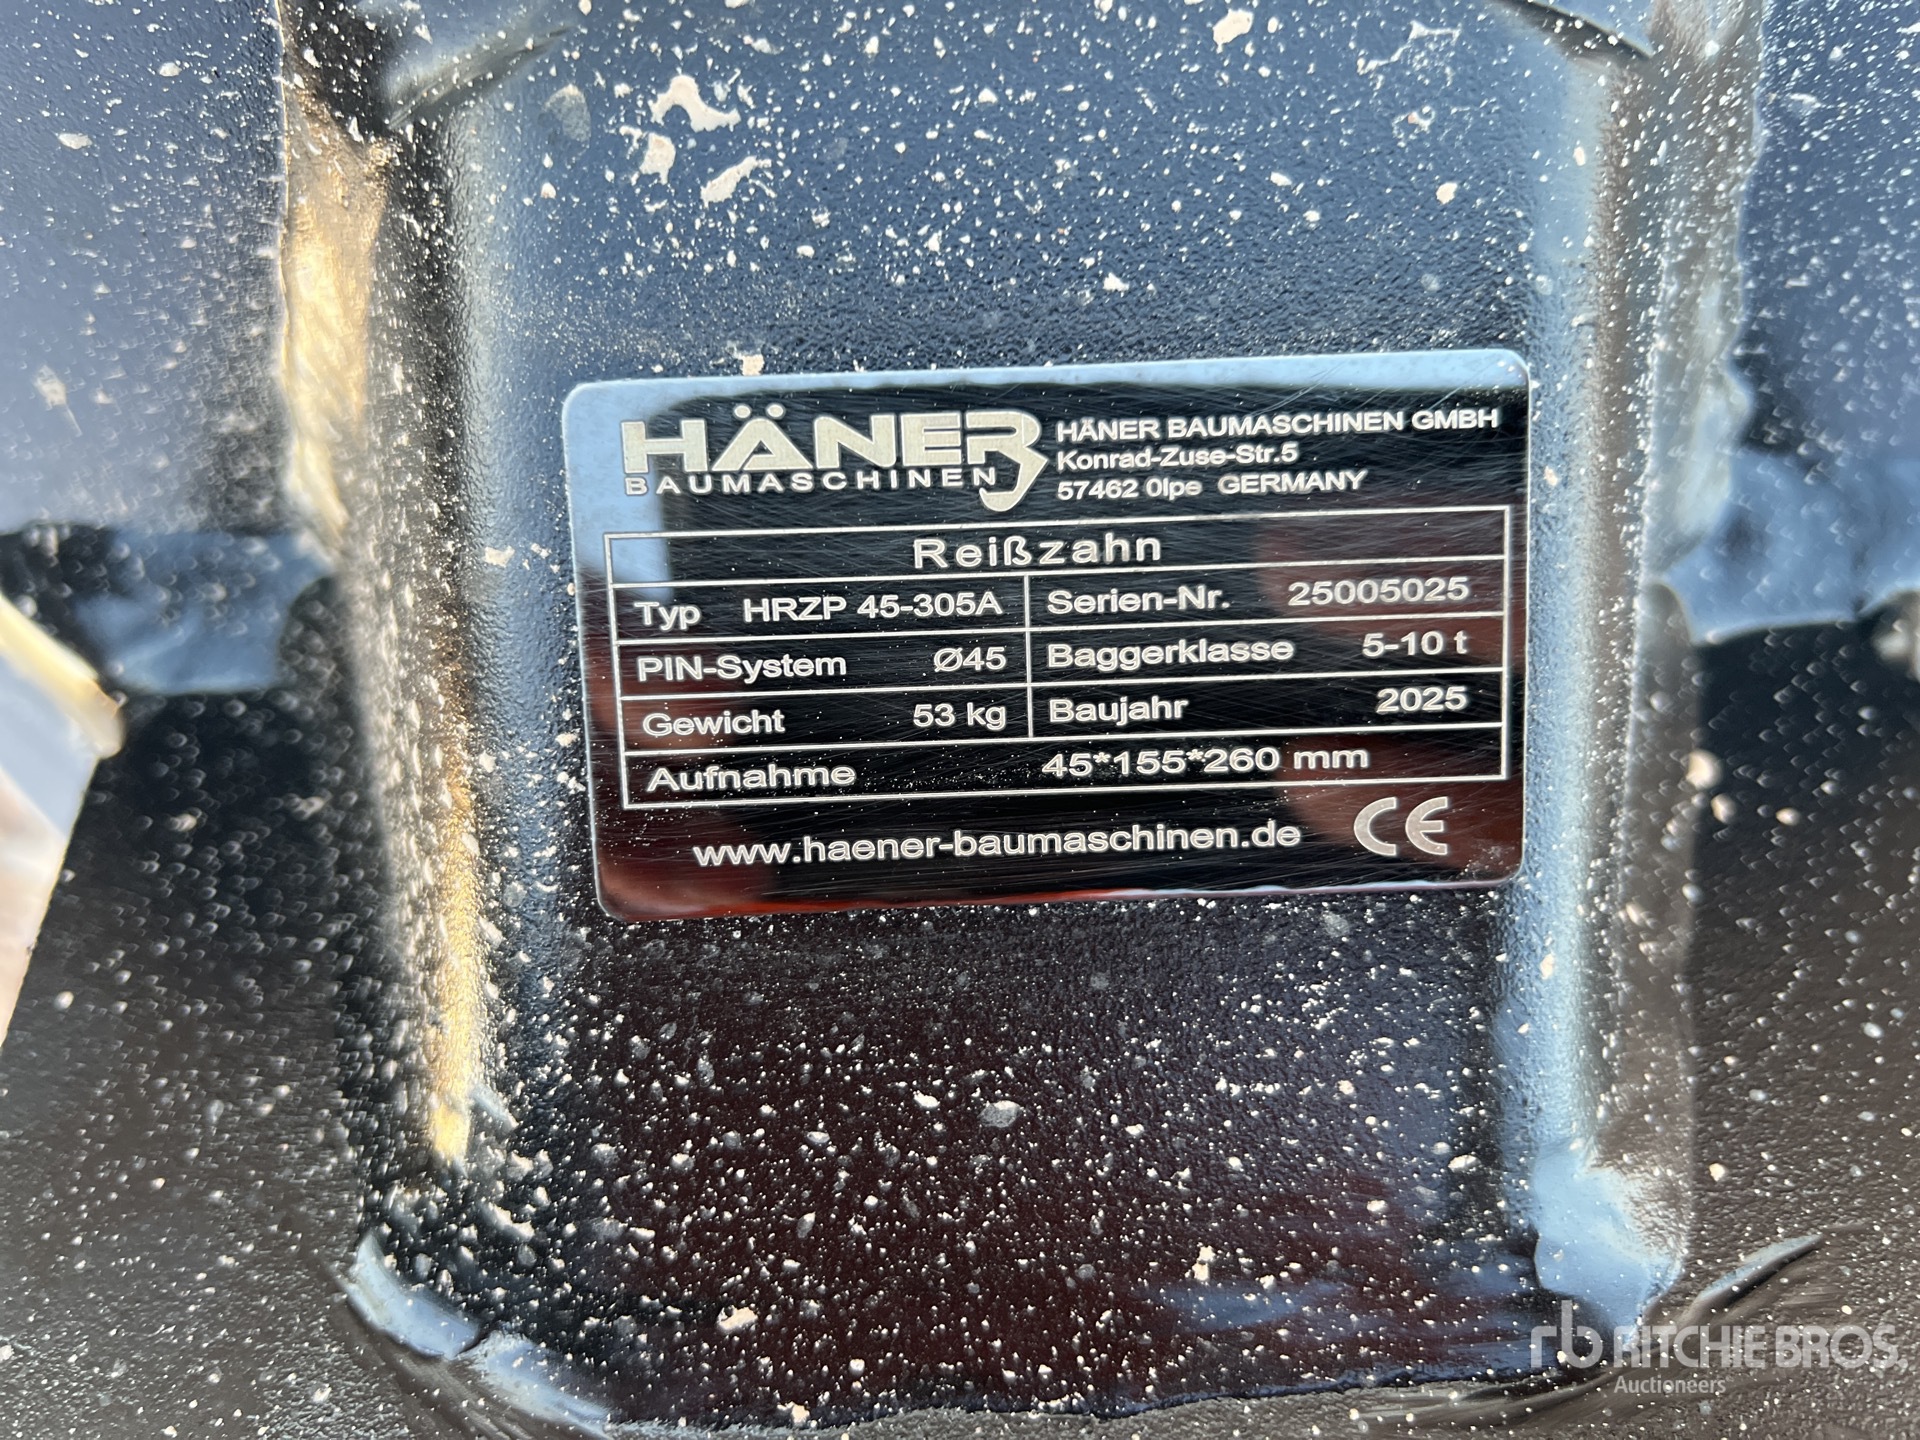 HÄNER
BAUMASCHINEN
HÄNER BAUMASCHINEN GMBH
Konrad-Zuse-Str.5
57462 Olpe GERMANY
Reißzahn
Typ HRZP 45-305A
Serien-Nr. 25005025
PIN-System Ø45
Baggerklasse 5-10 t
Gewicht 53 kg
Baujahr 2025
Aufnahme 45*155*260 mm
www.haener-baumaschinen.de CE
rb RITCHIE BROS.
Auctioneers